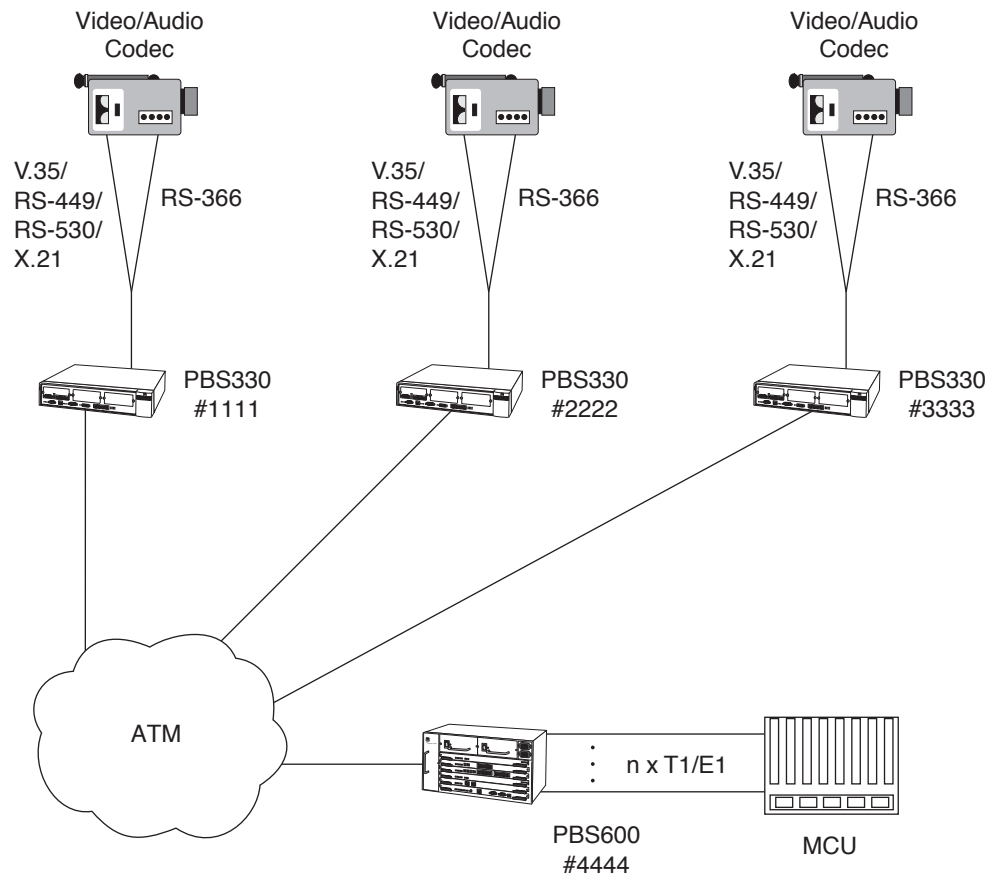 Video/Audio
Codec
Video/Audio
Codec
Video/Audio
Codec
V.35/
RS-449/
RS-530/
X.21
RS-366
V.35/
RS-449/
RS-530/
X.21
RS-366
V.35/
RS-449/
RS-530/
X.21
RS-366
PBS330
#1111
PBS330
#2222
PBS330
#3333
ATM
n x T1/E1
PBS600
#4444
MCU